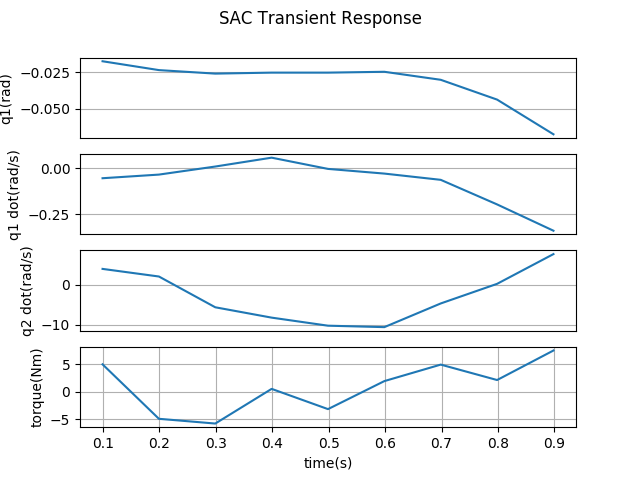 SAC Transient Response
q1(rad)
−0.025
−0.050
q1 dot(rad/s)
0.00
−0.25
q2 dot(rad/s)
0
−10
torque(Nm)
5
0
−5
0.1 0.2 0.3 0.4 0.5 0.6 0.7 0.8 0.9
time(s)